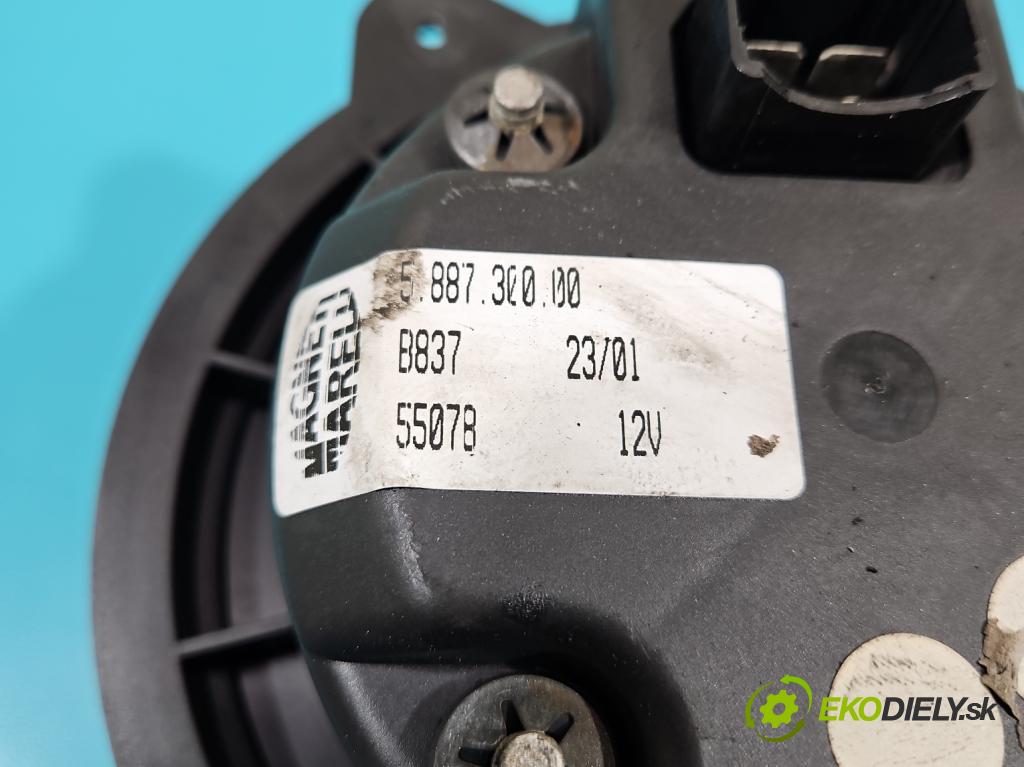 MAGNETI
MARELLI
5.887.300.00
B837 23/01
55078 12V
EKODIELY.sk